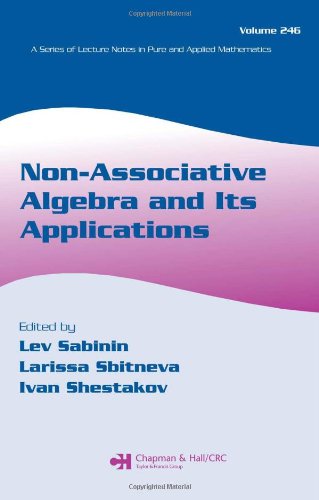 Volume 246
A Series of Lecture Notes in Pure and Applied Mathematics
Non-Associative
Algebra and Its
Applications
Edited by
Lev Sabinin
Larissa Sbitneva
Ivan Shestakov
Chapman & Hall/CRC
Taylor & Francis Group